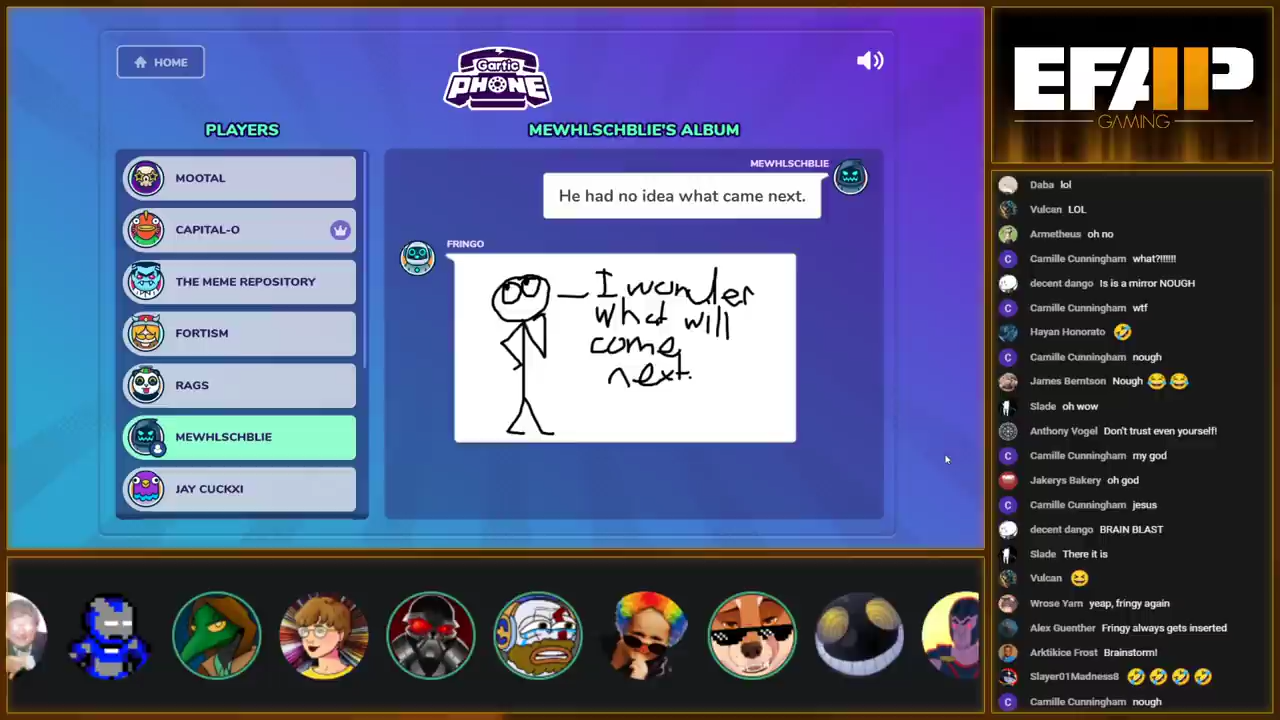 HOME
Gartic
PHONE
PLAYERS
MOOTAL
CAPITAL-O
THE MEME REPOSITORY
FORTISM
RAGS
MEWHLSCHBLIE
JAY CUCKXI
MEWHLSCHBLIE'S ALBUM
MEWHLSCHBLIE
He had no idea what came next.
FRINGO
I wonder
what will
come
next.
EFAP
GAMING
Daba lol
Vulcan LOL
Armetheus oh no
Camille Cunningham what?!!!!!!
decent dango Is is a mirror NOUGH
Camille Cunningham wtf
Hayan Honorato 🤣
Camille Cunningham nough
James Berntson Nough 😂 😂
Slade oh wow
Anthony Vogel Don't trust even yourself!
Camille Cunningham my god
Jakerys Bakery oh god
Camille Cunningham jesus
decent dango BRAIN BLAST
Slade There it is
Vulcan 😆
Wrose Yarn yeap, fringy again
Alex Guenther Fringy always gets inserted
Arktikice Frost Brainstorm!
Slayer01Madness8 🤣 🤣 🤣 🤣
Camille Cunningham nough